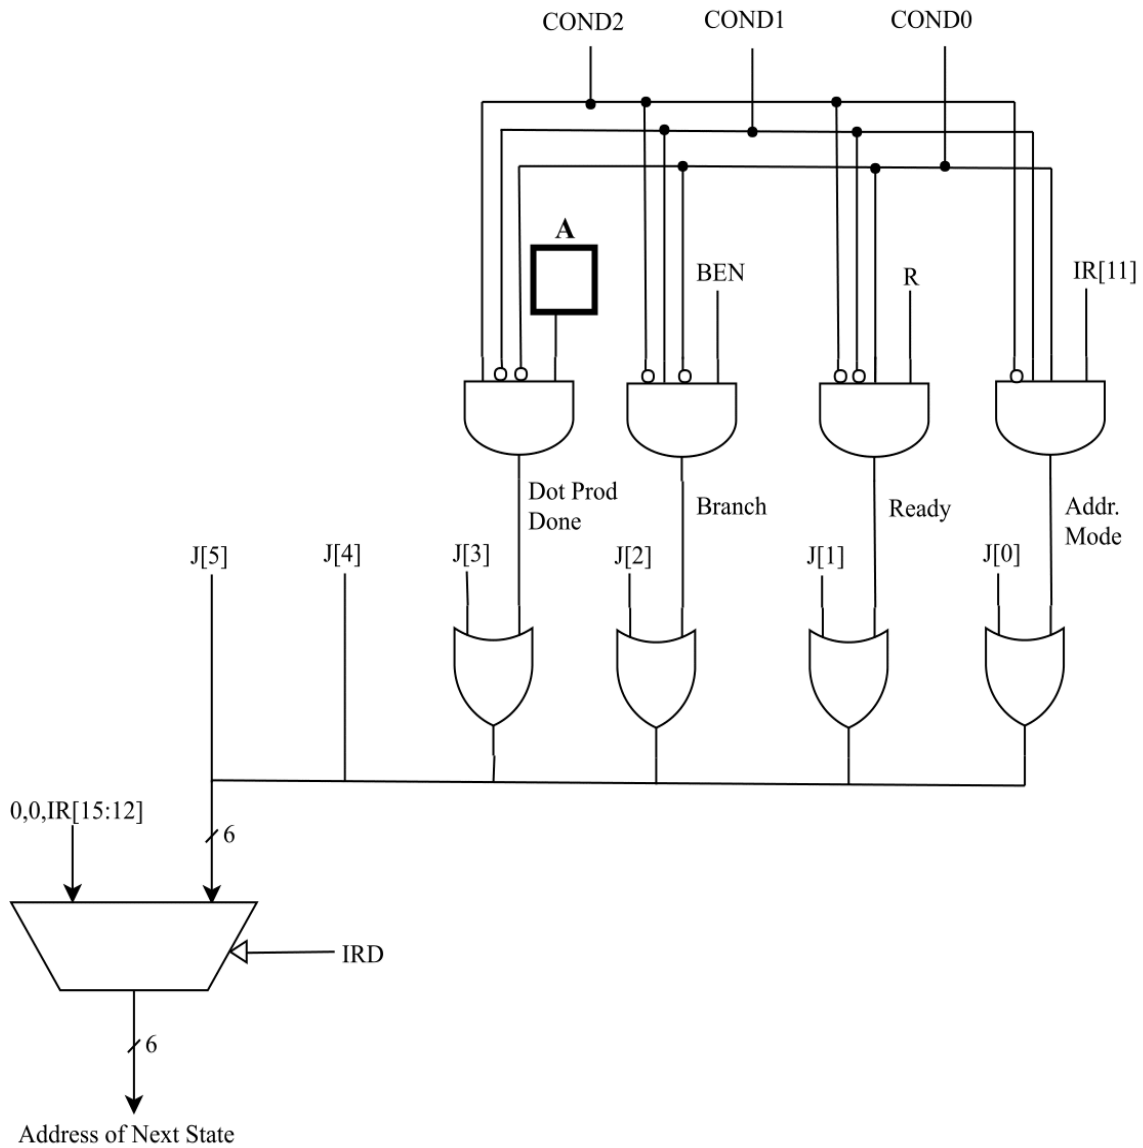 COND2
COND1
COND0
A
BEN
R
IR[11]
Dot Prod
Done
Branch
Ready
Addr.
Mode
J[5]
J[4]
J[3]
J[2]
J[1]
J[0]
0,0,IR[15:12]
6
IRD
6
Address of Next State